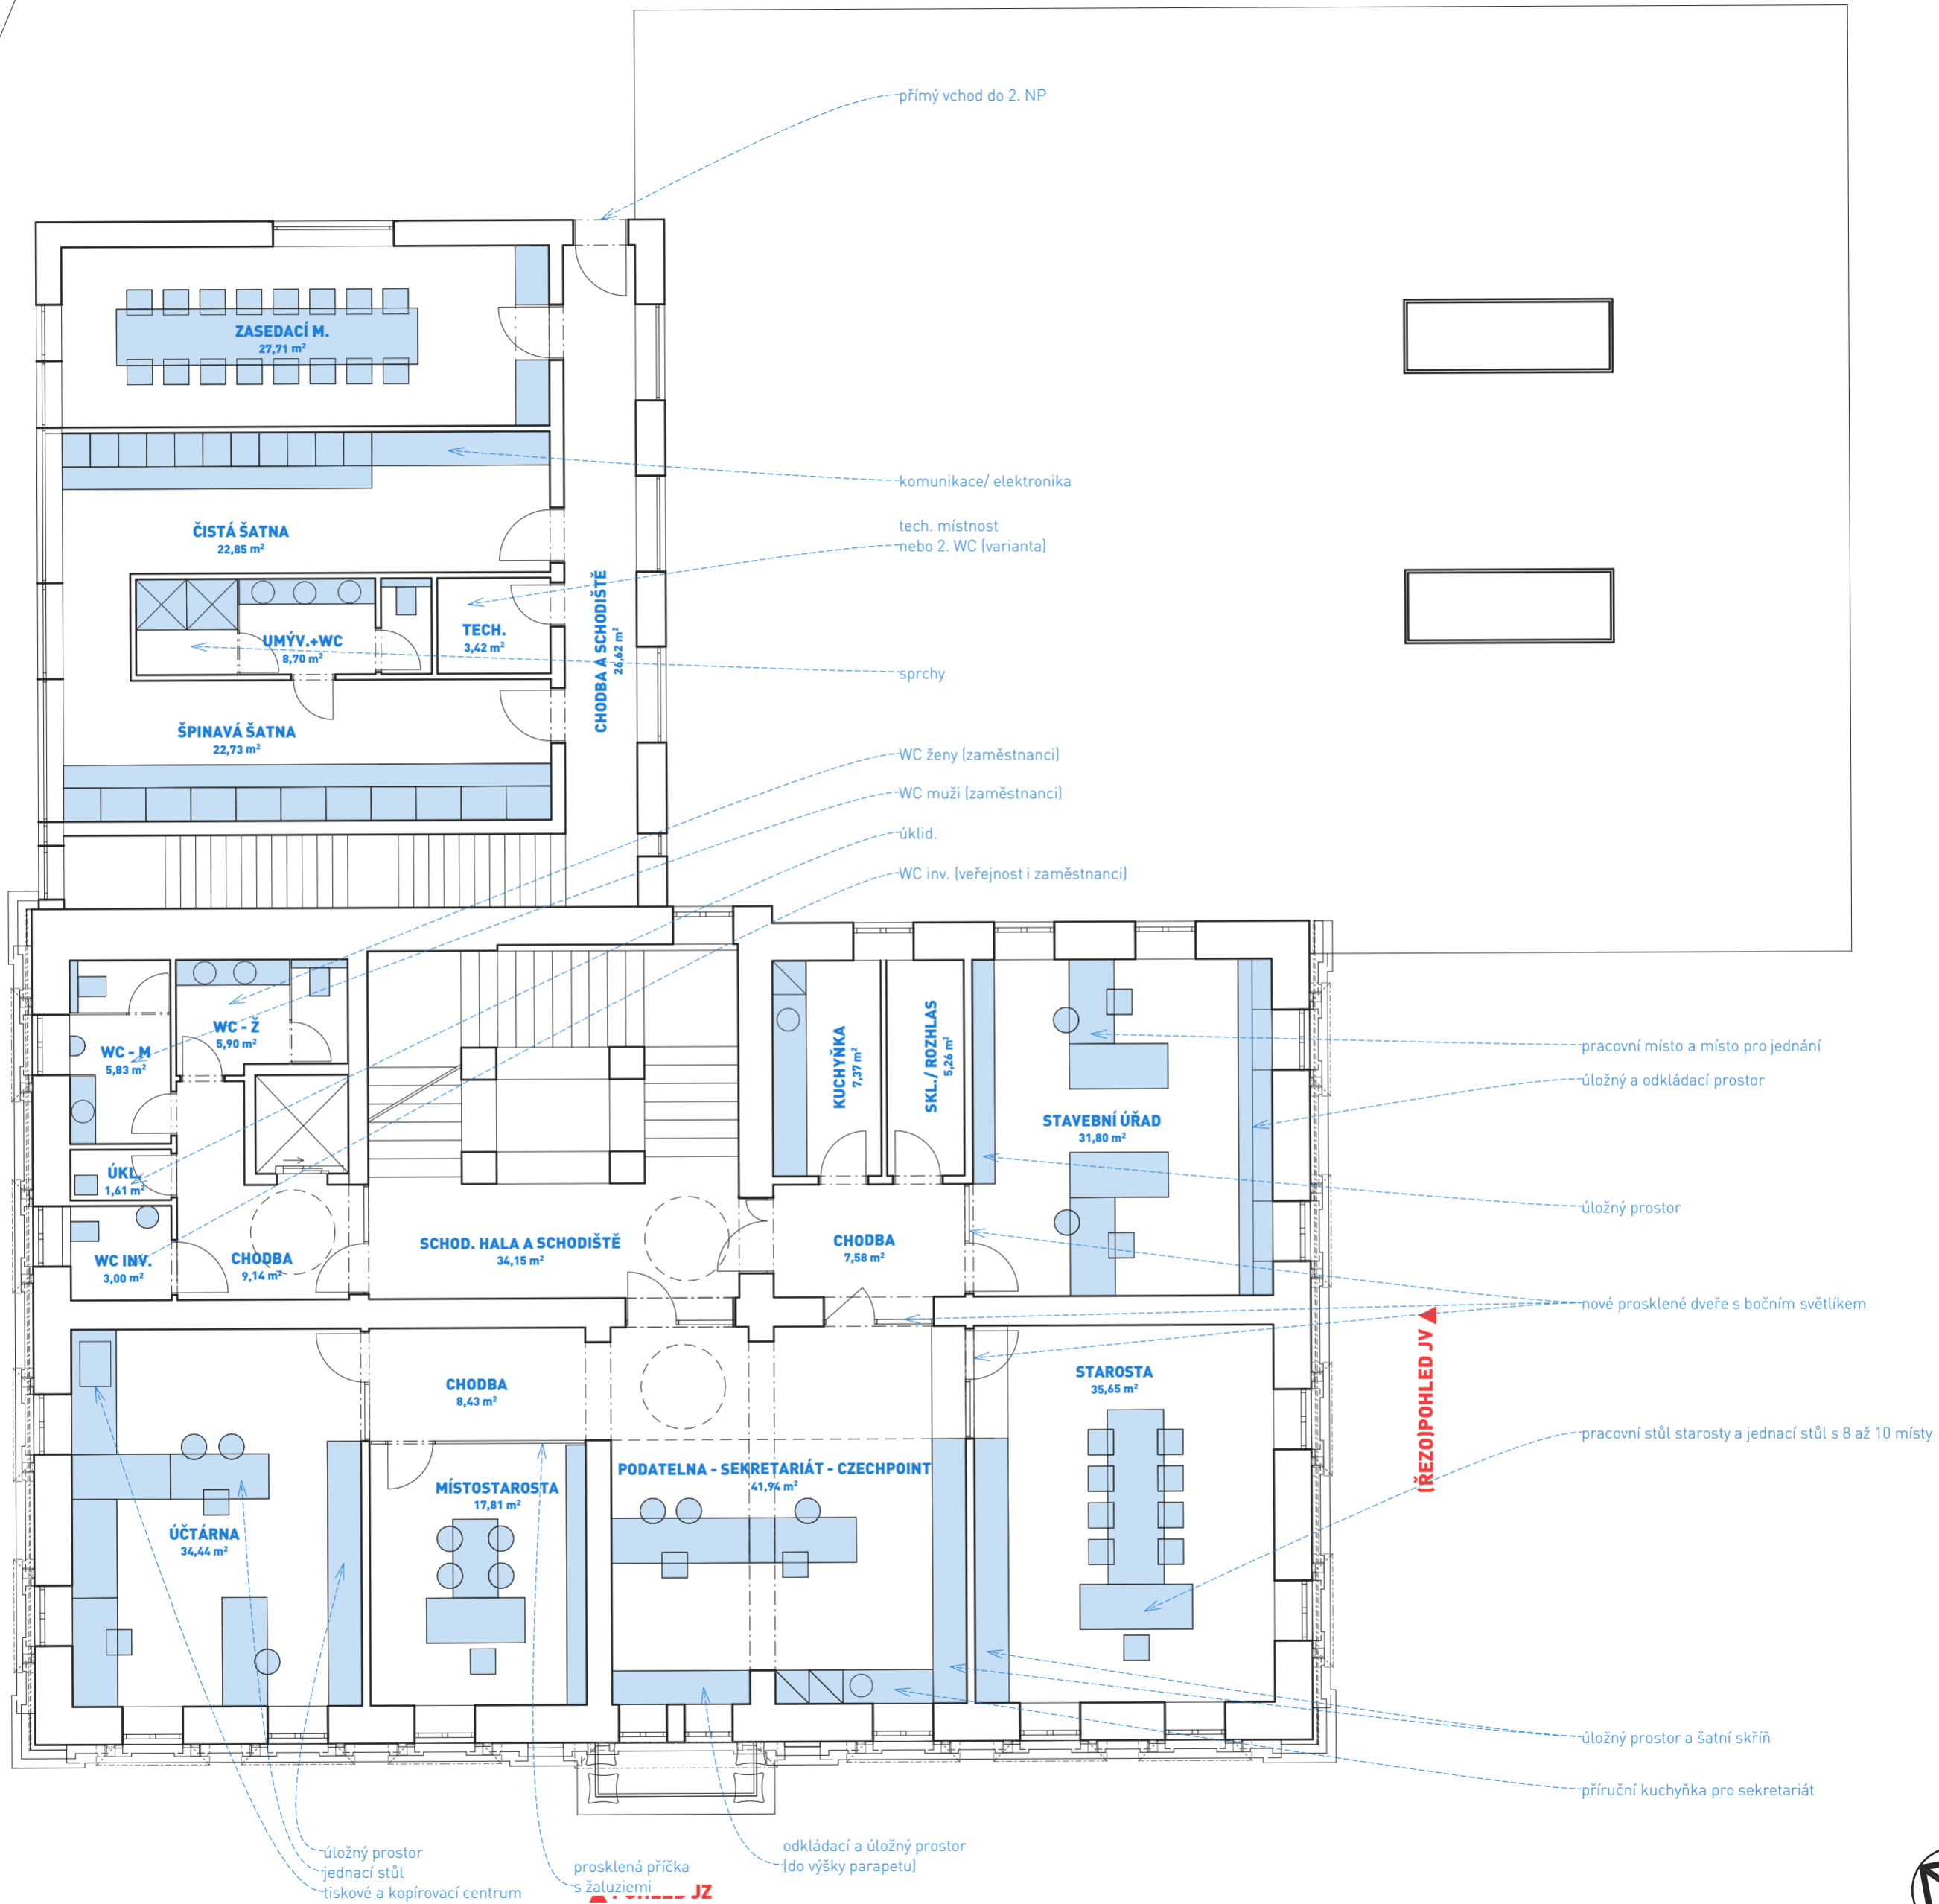 přímý vchod do 2. NP
ZASEDACÍ M.
27,71 m²
komunikace/ elektronika
ČISTÁ ŠATNA
22,85 m²
tech. místnost
nebo 2. WC (varianta)
UMÝV.+WC
8,70 m²
TECH.
3,42 m²
CHODBA A SCHODIŠTĚ
26,62 m²
sprchy
ŠPINAVÁ ŠATNA
22,73 m²
WC ženy (zaměstnanci)
WC muži (zaměstnanci)
úklid.
WC inv. (veřejnost i zaměstnanci)
WC - Ž
5,90 m²
WC - M
5,83 m²
KUCHYŇKA
7,37 m²
SKL./ ROZHLAS
5,26 m²
pracovní místo a místo pro jednání
úložný a odkládací prostor
STAVEBNÍ ÚŘAD
31,80 m²
ÚKL.
1,61 m²
úložný prostor
WC INV.
3,00 m²
CHODBA
9,14 m²
SCHOD. HALA A SCHODIŠTĚ
34,15 m²
CHODBA
7,58 m²
nové prosklené dveře s bočním světlíkem
(ŘEZO)POHLED JV
STAROSTA
35,65 m²
CHODBA
8,43 m²
pracovní stůl starosty a jednací stůl s 8 až 10 místy
PODATELNA - SEKRETARIÁT - CZECHPOINT
41,94 m²
MÍSTOSTAROSTA
17,81 m²
ÚČTÁRNA
34,44 m²
úložný prostor a šatní skříň
příruční kuchyňka pro sekretariát
úložný prostor
jednací stůl
tiskové a kopírovací centrum
prosklená příčka
s žaluziemi
odkládací a úložný prostor
(do výšky parapetu)
POHLED JZ